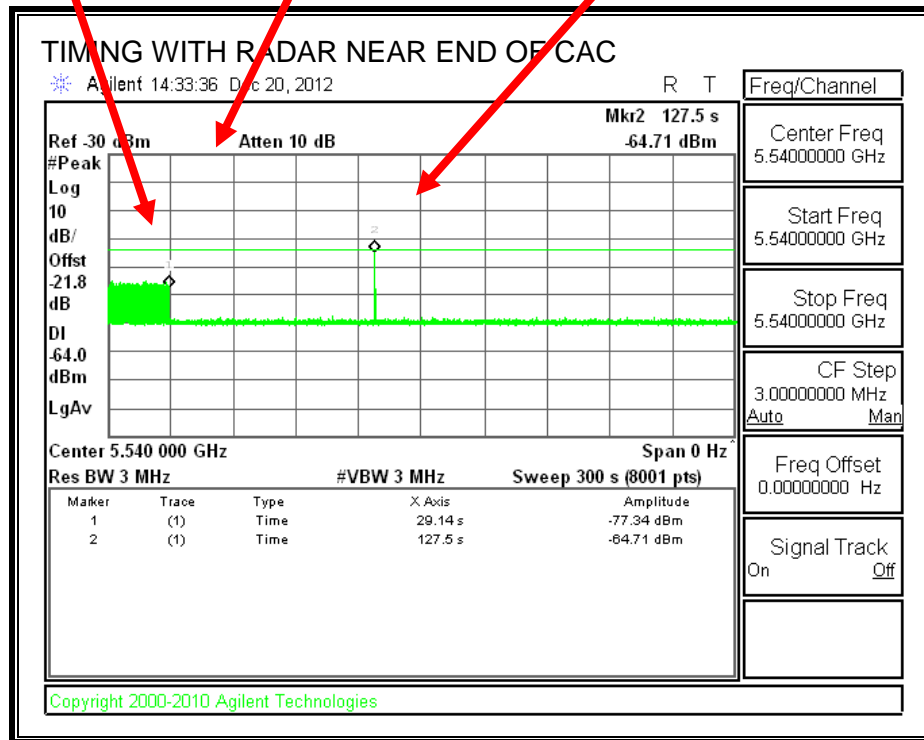 TIMING WITH RADAR NEAR END OF CAC
Agilent 14:33:36 Dec 20, 2012 R T
Mkr2 127.5 s
Ref -30 dBm Atten 10 dB -64.71 dBm
#Peak
Log
10
dB/
Offst
-21.8
dB
DI
-64.0
dBm
LgAv
1
2
Center 5.540 000 GHz Span 0 Hz
Res BW 3 MHz #VBW 3 MHz Sweep 300 s (8001 pts)
Marker Trace Type X Axis Amplitude
1 (1) Time 29.14 s -77.34 dBm
2 (1) Time 127.5 s -64.71 dBm
Freq/Channel
Center Freq
5.54000000 GHz
Start Freq
5.54000000 GHz
Stop Freq
5.54000000 GHz
CF Step
3.00000000 MHz
Auto Man
Freq Offset
0.00000000 Hz
Signal Track
On Off
Copyright 2000-2010 Agilent Technologies